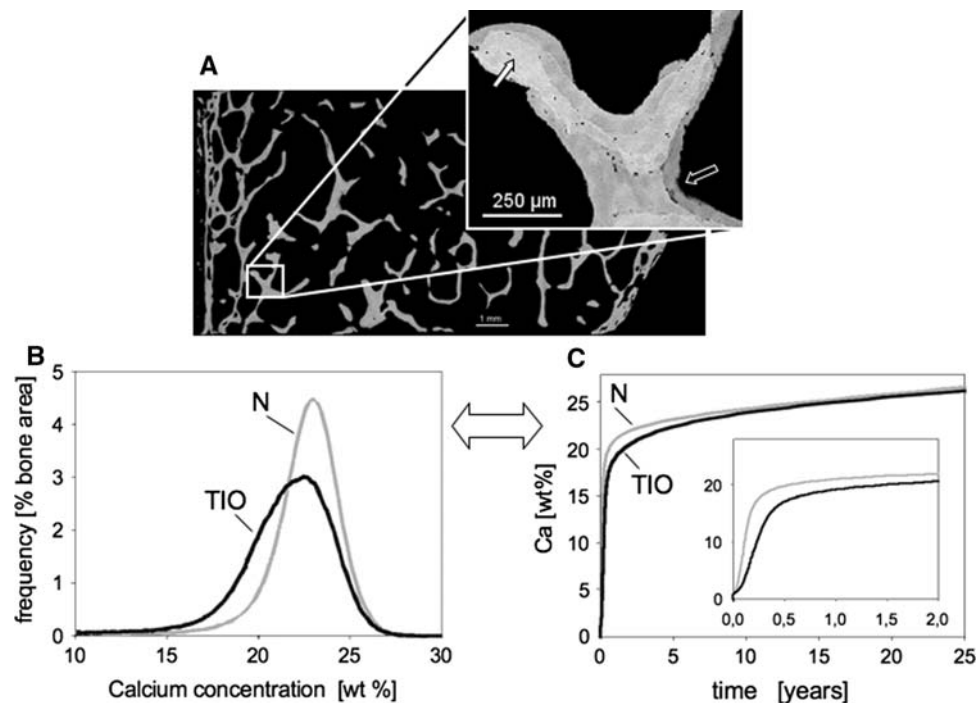 A
250 µm
1 mm
B
frequency [% bone area]
5
4
3
2
1
0
N
TIO
10
15
20
25
30
Calcium concentration [wt %]
C
Ca [wt%]
25
20
15
10
5
0
N
TIO
20
10
0
0,0
0,5
1,0
1,5
2,0
0
5
10
15
20
25
time [years]